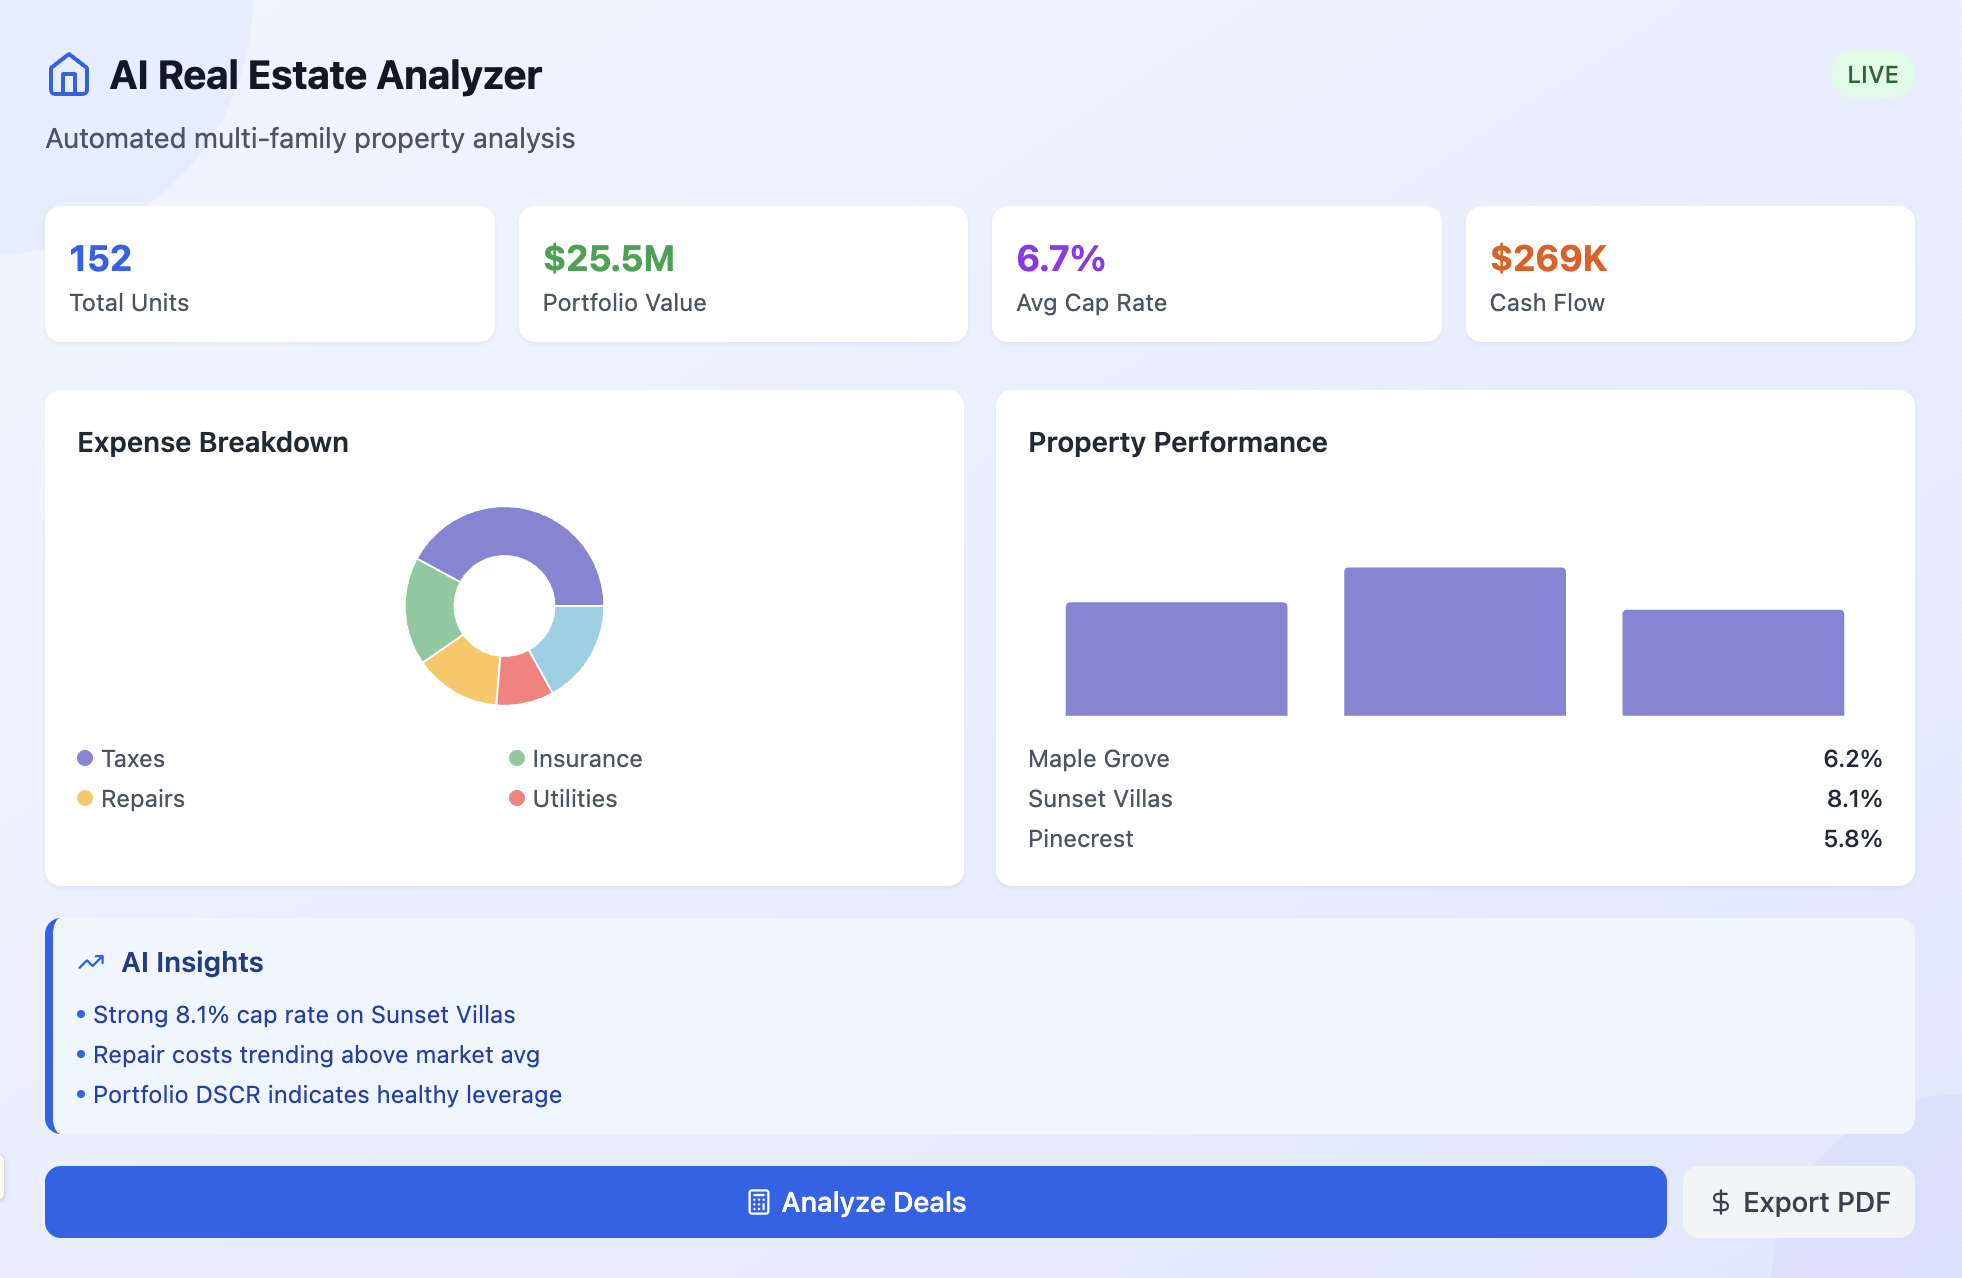 AI Real Estate Analyzer
LIVE
Automated multi-family property analysis
152
Total Units
$25.5M
Portfolio Value
6.7%
Avg Cap Rate
$269K
Cash Flow
Expense Breakdown
Taxes
Insurance
Repairs
Utilities
Property Performance
Maple Grove 6.2%
Sunset Villas 8.1%
Pinecrest 5.8%
AI Insights
• Strong 8.1% cap rate on Sunset Villas
• Repair costs trending above market avg
• Portfolio DSCR indicates healthy leverage
Analyze Deals
$ Export PDF